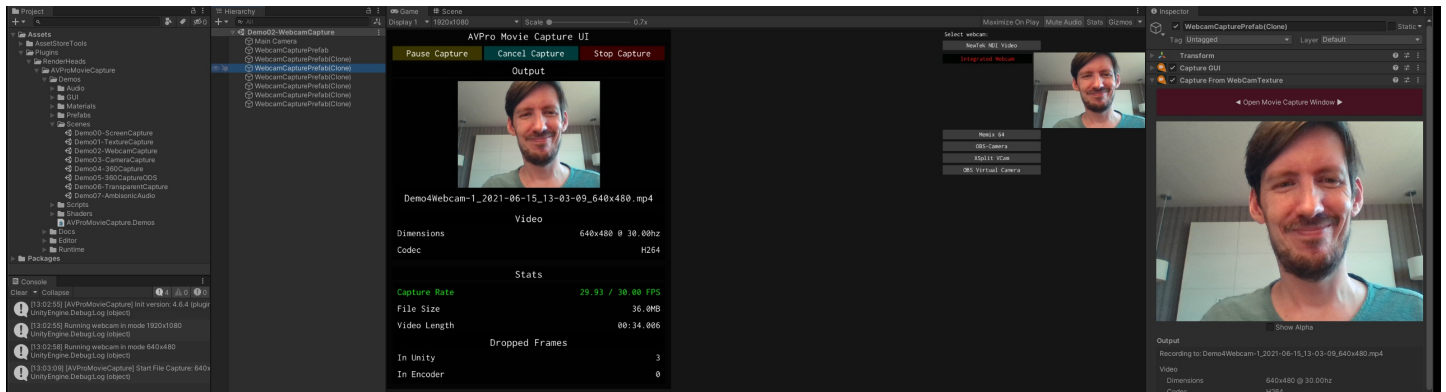 Project
Assets
AssetStoreTools
Plugins
RenderHeads
AVProMovieCapture
Demos
Audio
GUI
Materials
Prefabs
Scenes
Demo00-ScreenCapture
Demo01-TextureCapture
Demo02-WebcamCapture
Demo03-CameraCapture
Demo04-360Capture
Demo05-360CaptureODS
Demo06-TransparentCapture
Demo07-AmbisonicAudio
Scripts
Shaders
AVProMovieCapture.Demos
Docs
Editor
Runtime
Packages
Console
Clear Collapse 4 0 0
[13:02:55] [AVProMovieCapture] Init version: 4.6.4 (plugin
UnityEngine.Debug:Log (object)
[13:02:55] Running webcam in mode 1920x1080
UnityEngine.Debug:Log (object)
[13:02:58] Running webcam in mode 640x480
UnityEngine.Debug:Log (object)
[13:03:09] [AVProMovieCapture] Start File Capture: 640x
UnityEngine.Debug:Log (object)
Hierarchy
All
Demo02-WebcamCapture
Main Camera
WebcamCapturePrefab
WebcamCapturePrefab(Clone)
WebcamCapturePrefab(Clone)
WebcamCapturePrefab(Clone)
WebcamCapturePrefab(Clone)
WebcamCapturePrefab(Clone)
Game Scene
Display 1 1920x1080 Scale 0.7x Maximize On Play Mute Audio Stats Gizmos
AVPro Movie Capture UI
Pause Capture Cancel Capture Stop Capture
Output
Demo4Webcam-1_2021-06-15_13-03-09_640x480.mp4
Video
Dimensions 640x480 @ 30.00hz
Codec H264
Stats
Capture Rate 29.93 / 30.00 FPS
File Size 36.0MB
Video Length 00:34.006
Dropped Frames
In Unity 3
In Encoder 0
Select webcam:
NewTek NDI Video
Integrated Webcam
Memix 64
OBS-Camera
XSplit VCam
OBS Virtual Camera
Inspector
WebcamCapturePrefab(Clone) Static
Tag Untagged Layer Default
Transform
Capture GUI
Capture From WebCamTexture
◄ Open Movie Capture Window ►
Show Alpha
Output
Recording to: Demo4Webcam-1_2021-06-15_13-03-09_640x480.mp4
Video
Dimensions 640x480 @ 30.00hz
Codec H264